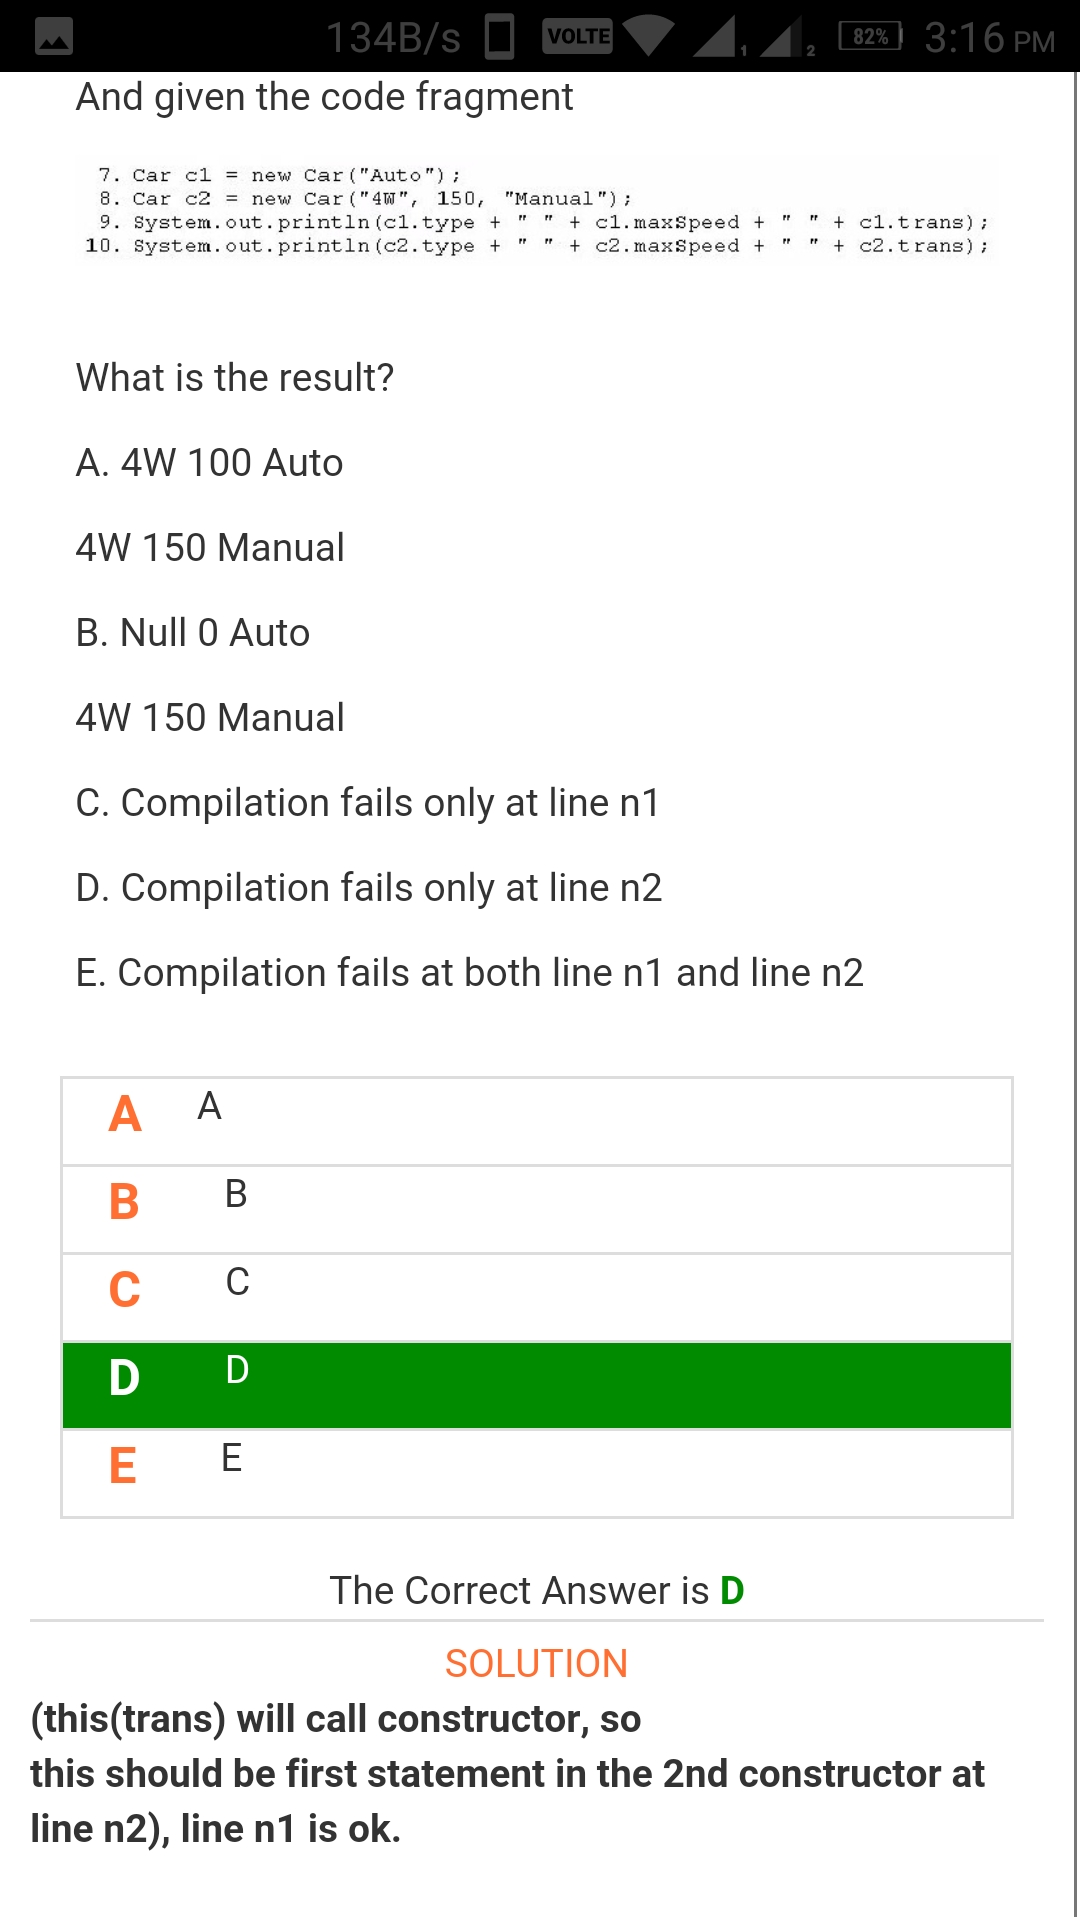 134B/s VOLTE 1 2 82% 3:16 PM
And given the code fragment
7. Car c1 = new Car("Auto");
8. Car c2 = new Car("4W", 150, "Manual");
9. System.out.println(c1.type + " " + c1.maxSpeed + " " + c1.trans);
10. System.out.println(c2.type + " " + c2.maxSpeed + " " + c2.trans);
What is the result?
A. 4W 100 Auto
4W 150 Manual
B. Null 0 Auto
4W 150 Manual
C. Compilation fails only at line n1
D. Compilation fails only at line n2
E. Compilation fails at both line n1 and line n2
A A
B B
C C
D D
E E
The Correct Answer is D
SOLUTION
(this(trans) will call constructor, so
this should be first statement in the 2nd constructor at
line n2), line n1 is ok.